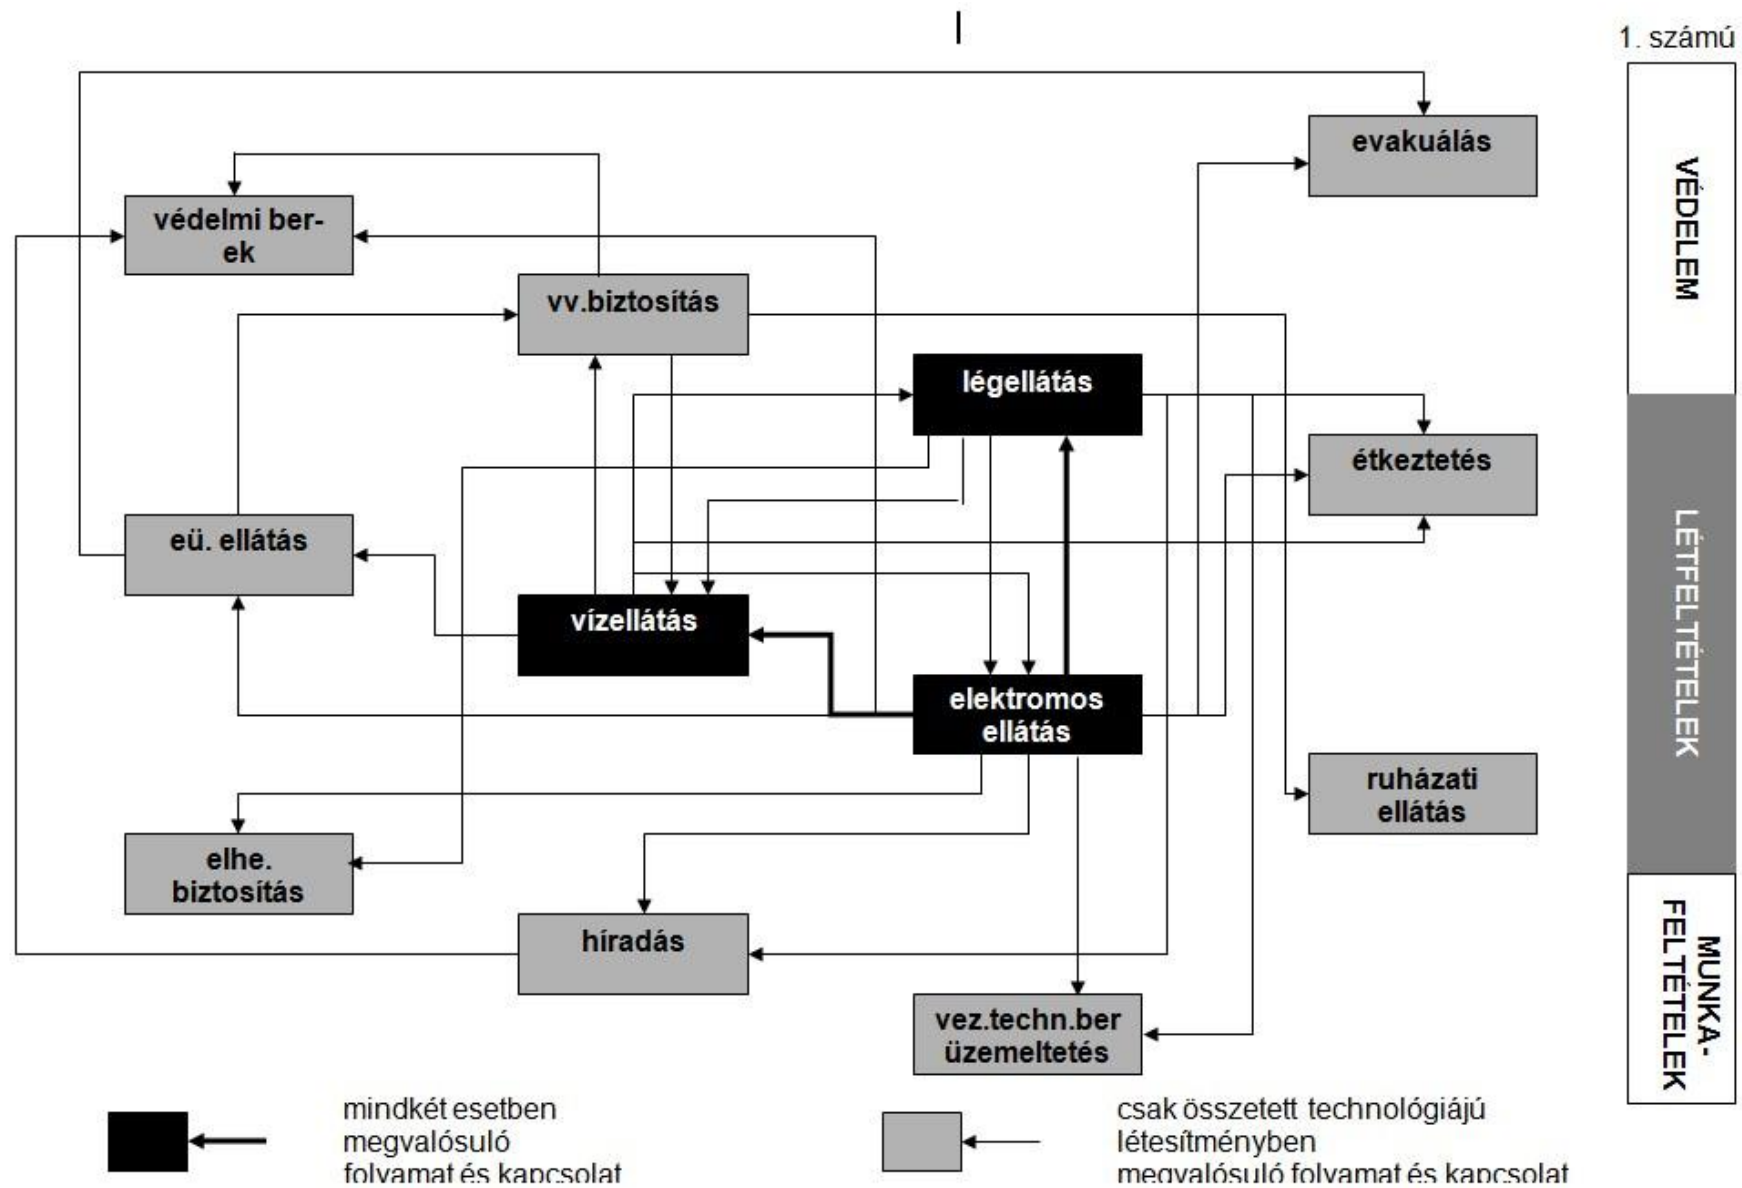 1. számú
evakuálás
védelmi ber-
ek
vv.biztosítás
légellátás
étkeztetés
eü. ellátás
vízellátás
elektromos
ellátás
ruházati
ellátás
elhe.
biztosítás
híradás
vez.techn.ber
üzemeltetés
VÉDELEM
LÉTFELTÉTELEK
MUNKA-
FELTÉTELEK
mindkét esetben
megvalósuló
folyamat és kapcsolat
csak összetett technológiájú
létesítményben
megvalósuló folyamat és kapcsolat